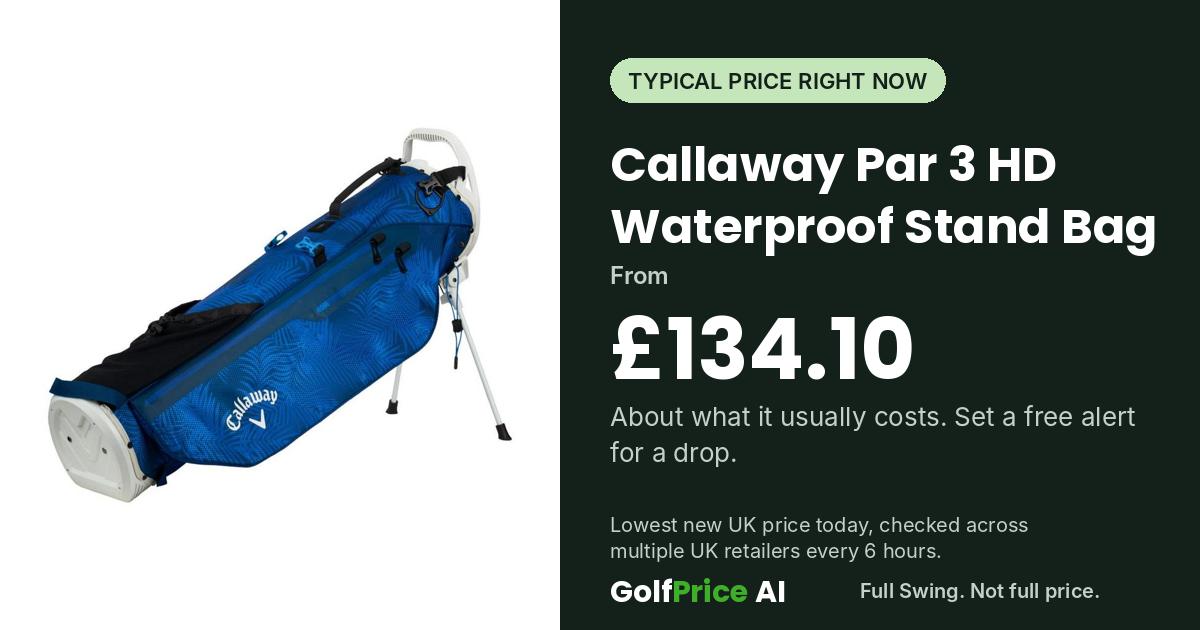 TYPICAL PRICE RIGHT NOW
Callaway Par 3 HD
Waterproof Stand Bag
From
£134.10
About what it usually costs. Set a free alert
for a drop.
Lowest new UK price today, checked across
multiple UK retailers every 6 hours.
GolfPrice AI
Full Swing. Not full price.
Callaway